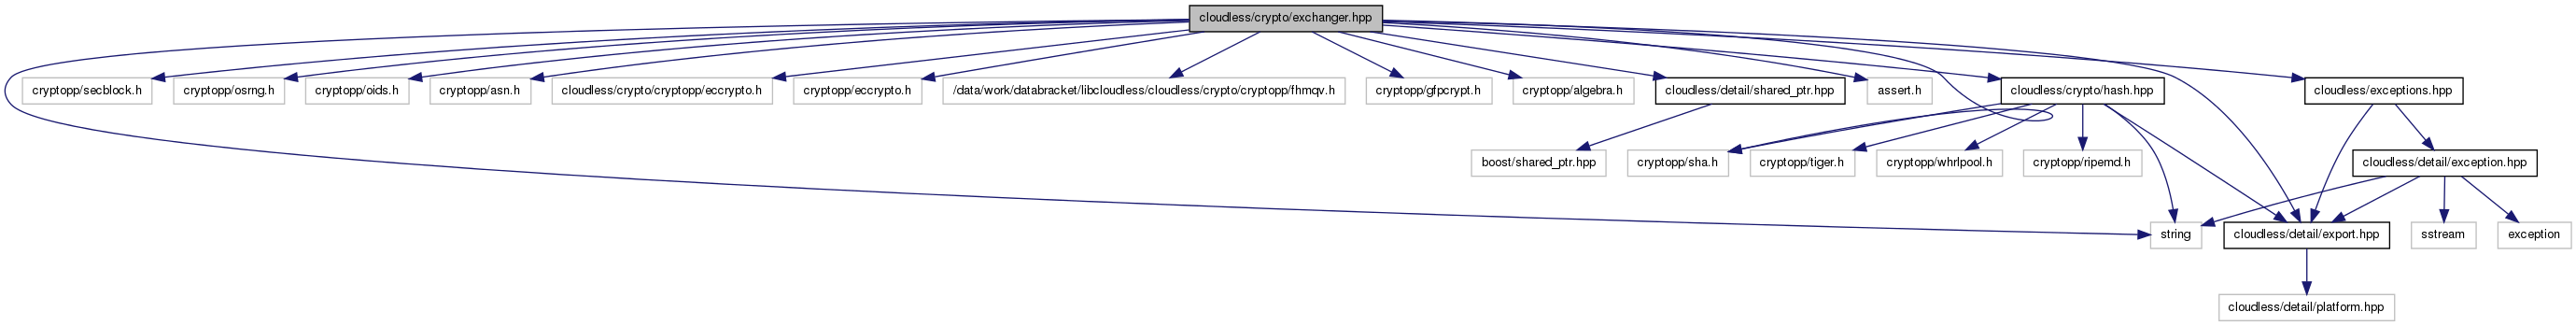 cloudless/crypto/exchanger.hpp
cryptopp/secblock.h
cryptopp/osrng.h
cryptopp/oids.h
cryptopp/asn.h
cloudless/crypto/cryptopp/eccrypto.h
cryptopp/eccrypto.h
/data/work/databracket/libcloudless/cloudless/crypto/cryptopp/fhmqv.h
cryptopp/gfpcrypt.h
cryptopp/algebra.h
cloudless/detail/shared_ptr.hpp
assert.h
cloudless/crypto/hash.hpp
cloudless/exceptions.hpp
boost/shared_ptr.hpp
cryptopp/sha.h
cryptopp/tiger.h
cryptopp/whrlpool.h
cryptopp/ripemd.h
cloudless/detail/exception.hpp
string
cloudless/detail/export.hpp
sstream
exception
cloudless/detail/platform.hpp